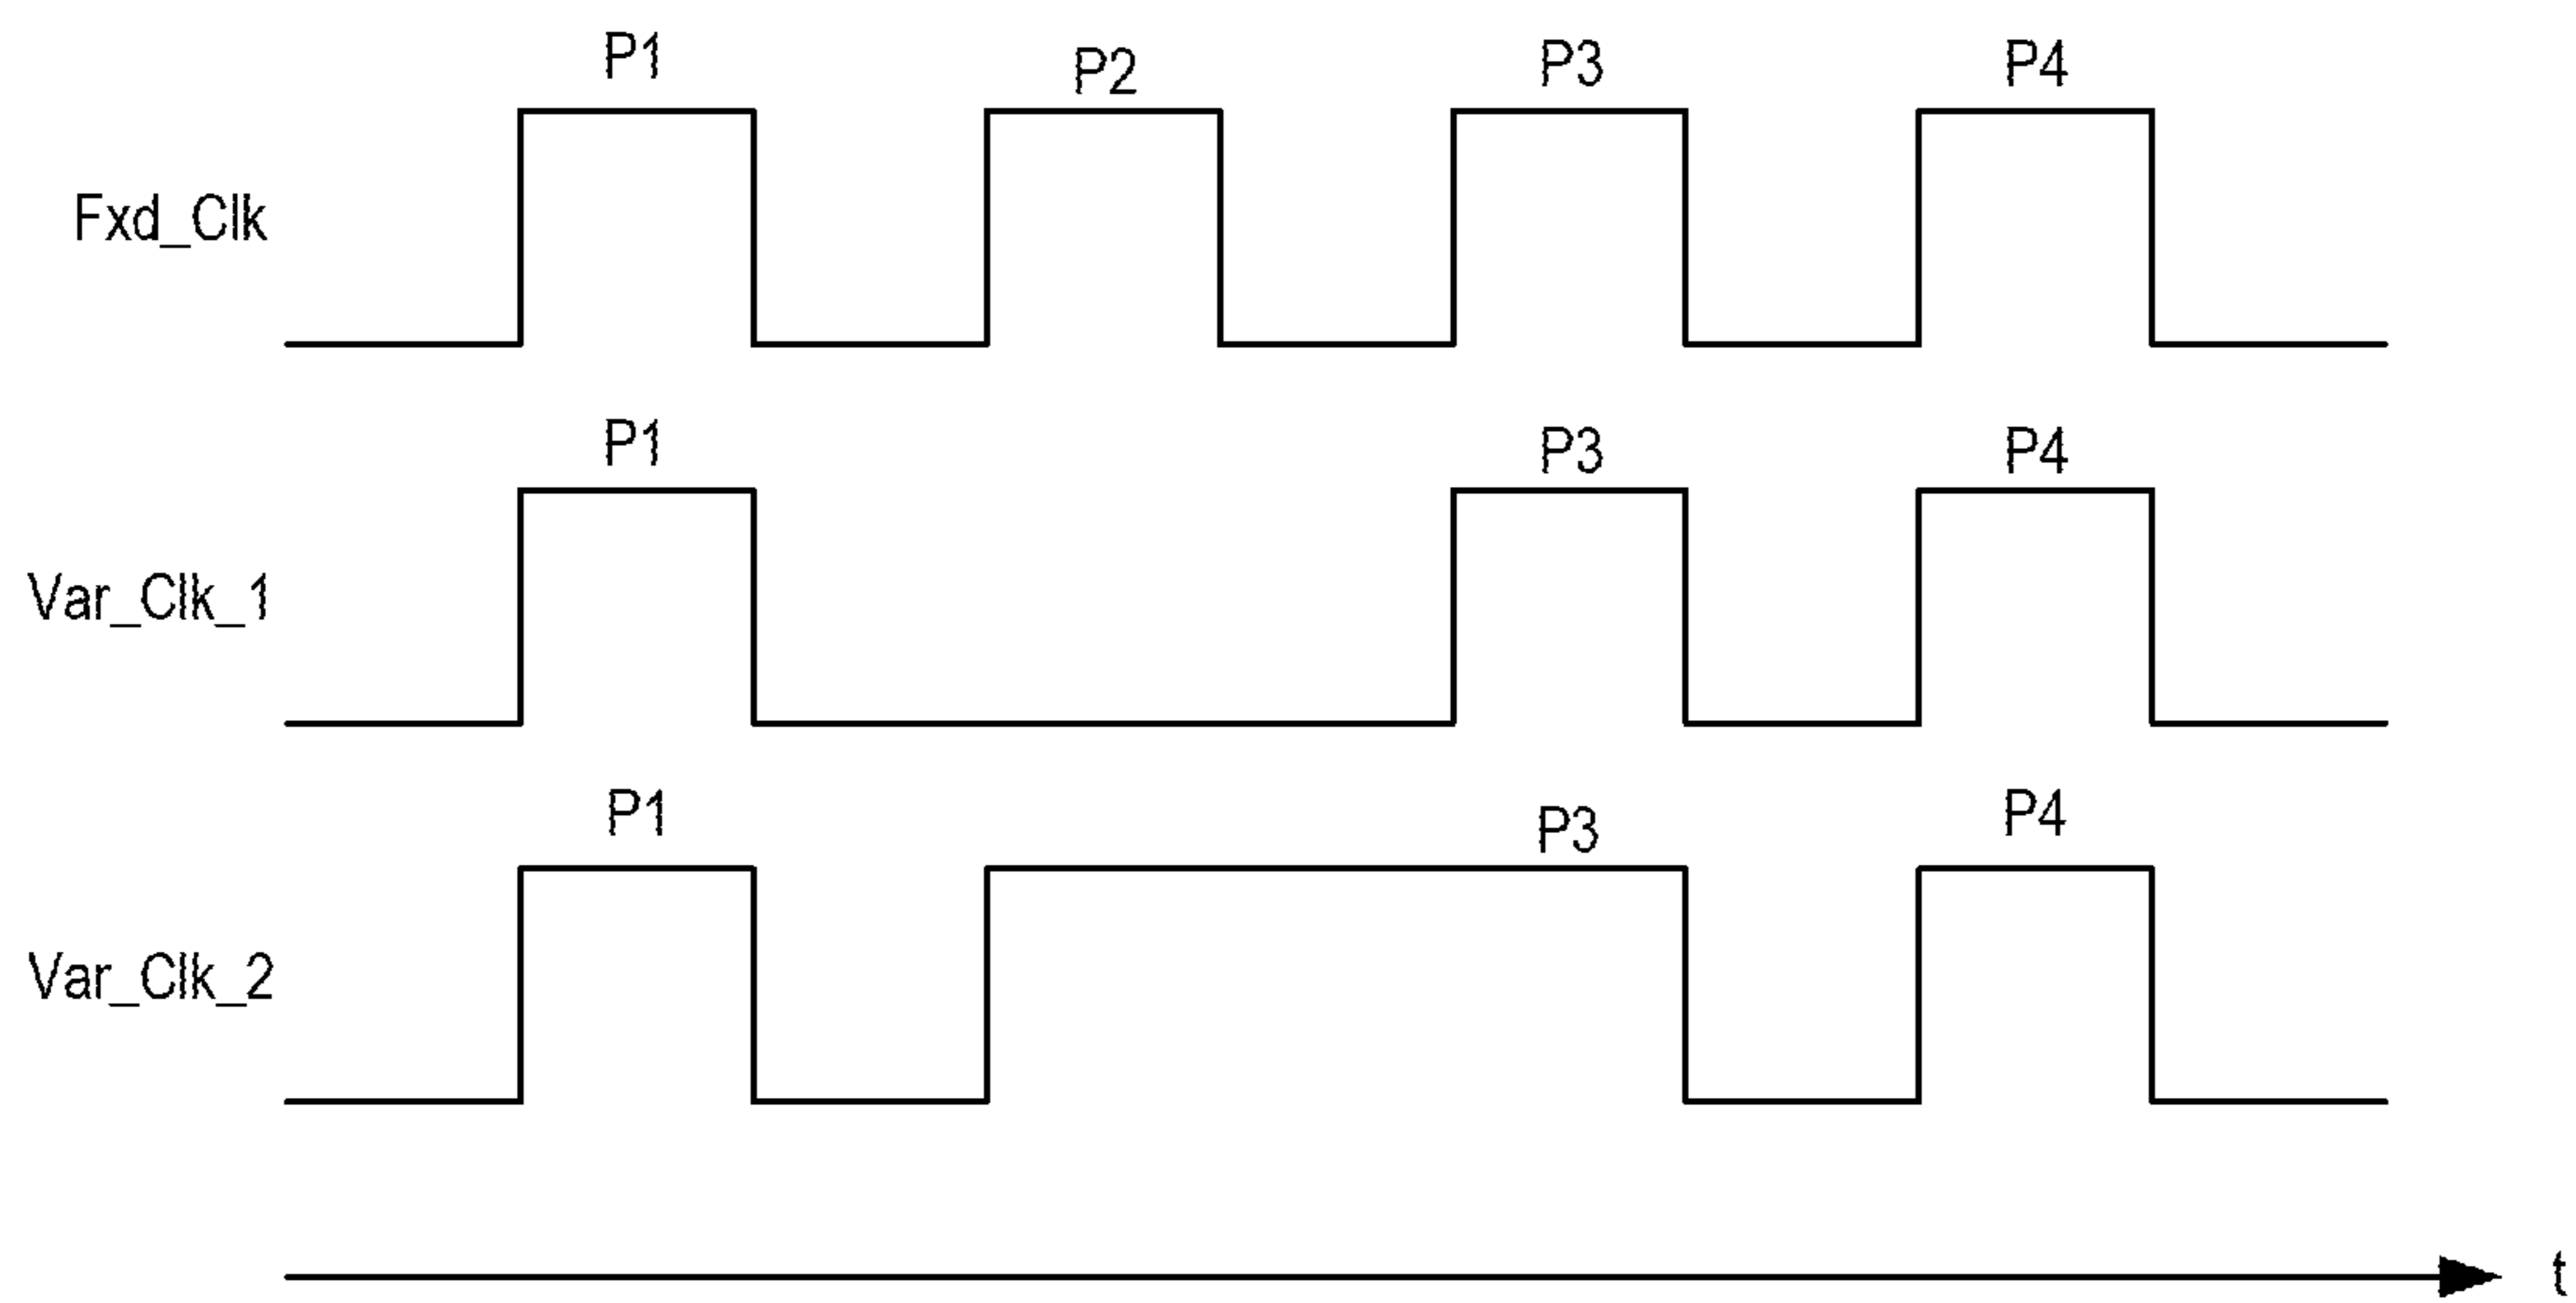 P1 P2 P3 P4
Fxd_Clk
P1 P3 P4
Var_Clk_1
P1 P3 P4
Var_Clk_2
t